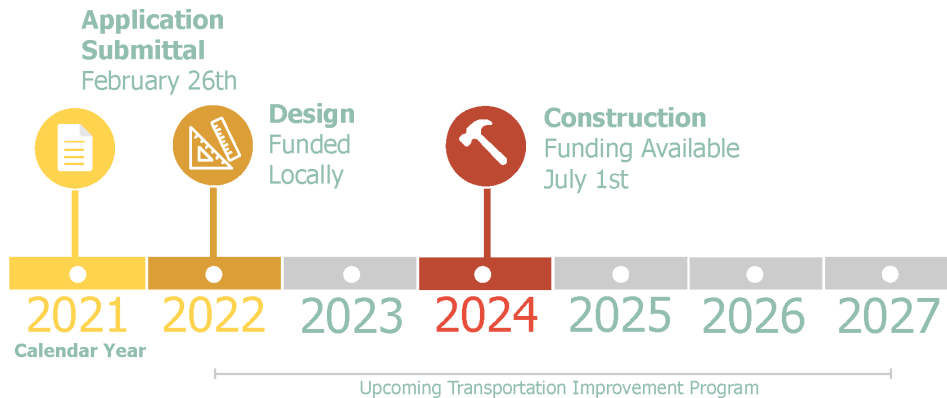 Application
Submittal
February 26th
Design
Funded
Locally
Construction
Funding Available
July 1st
2021
2022
2023
2024
2025
2026
2027
Calendar Year
Upcoming Transportation Improvement Program